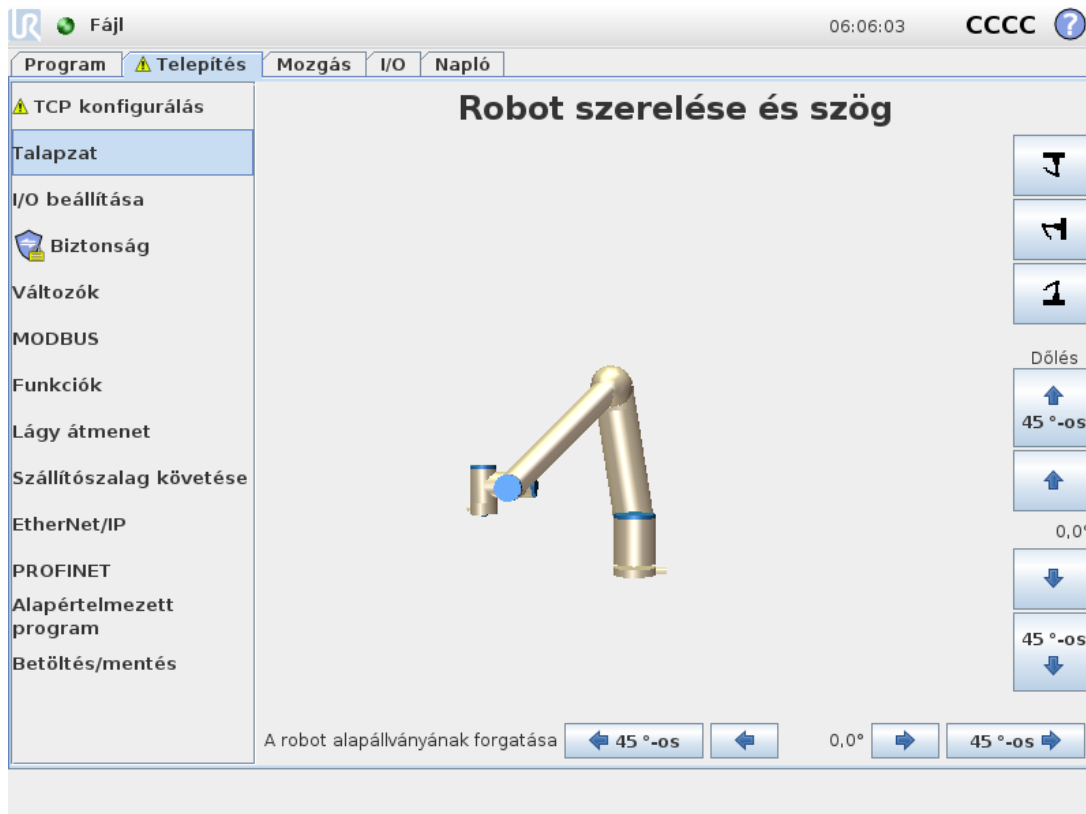 UR Fájl 06:06:03 CCCC ?
Program Telepítés Mozgás I/O Napló
TCP konfigurálás
Talapzat
I/O beállítása
Biztonság
Változók
MODBUS
Funkciók
Lágy átmenet
Szállítószalag követése
EtherNet/IP
PROFINET
Alapértelmezett
program
Betöltés/mentés
Robot szerelése és szög
Dőlés
45 °-os
0,0°
45 °-os
A robot alapállványának forgatása 45 °-os 0,0° 45 °-os